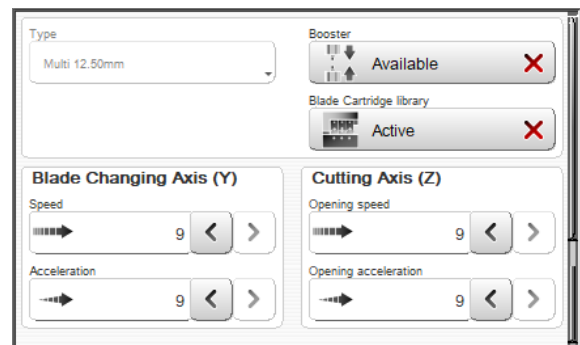 Type
Multi 12.50mm
Booster
Available
Blade Cartridge library
Active
Blade Changing Axis (Y)
Speed
9
Acceleration
9
Cutting Axis (Z)
Opening speed
9
Opening acceleration
9